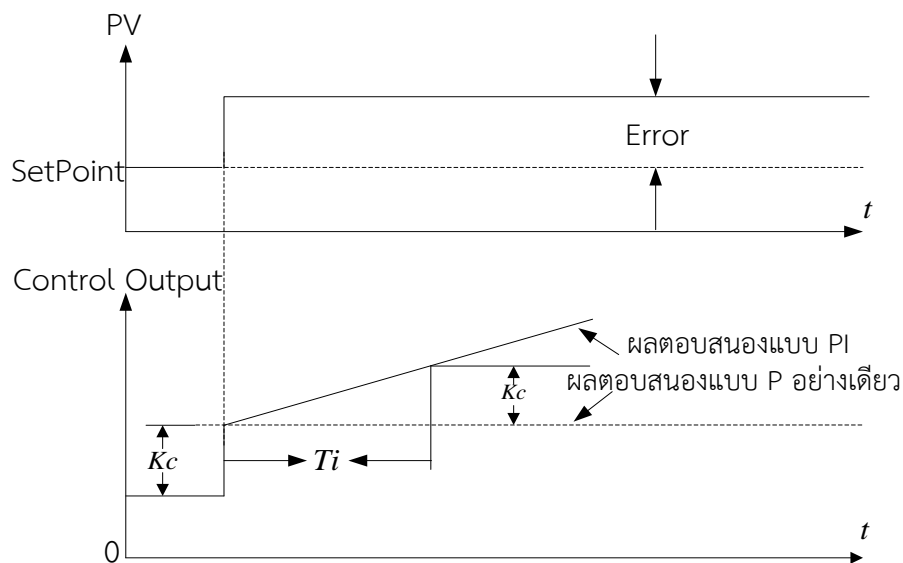 PV
Error
SetPoint
t
Control Output
ผลตอบสนองแบบ PI
ผลตอบสนองแบบ P อย่างเดียว
Kc
Kc
Ti
0
t